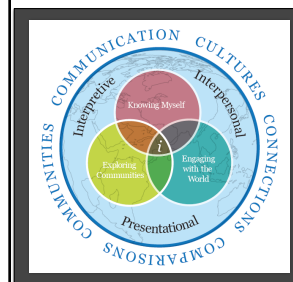 COMMUNICATION
CULTURES
CONNECTIONS
COMPARISONS
COMMUNITIES
Interpretive
Interpersonal
Presentational
Knowing Myself
i
Exploring
Communities
Engaging
with the
World